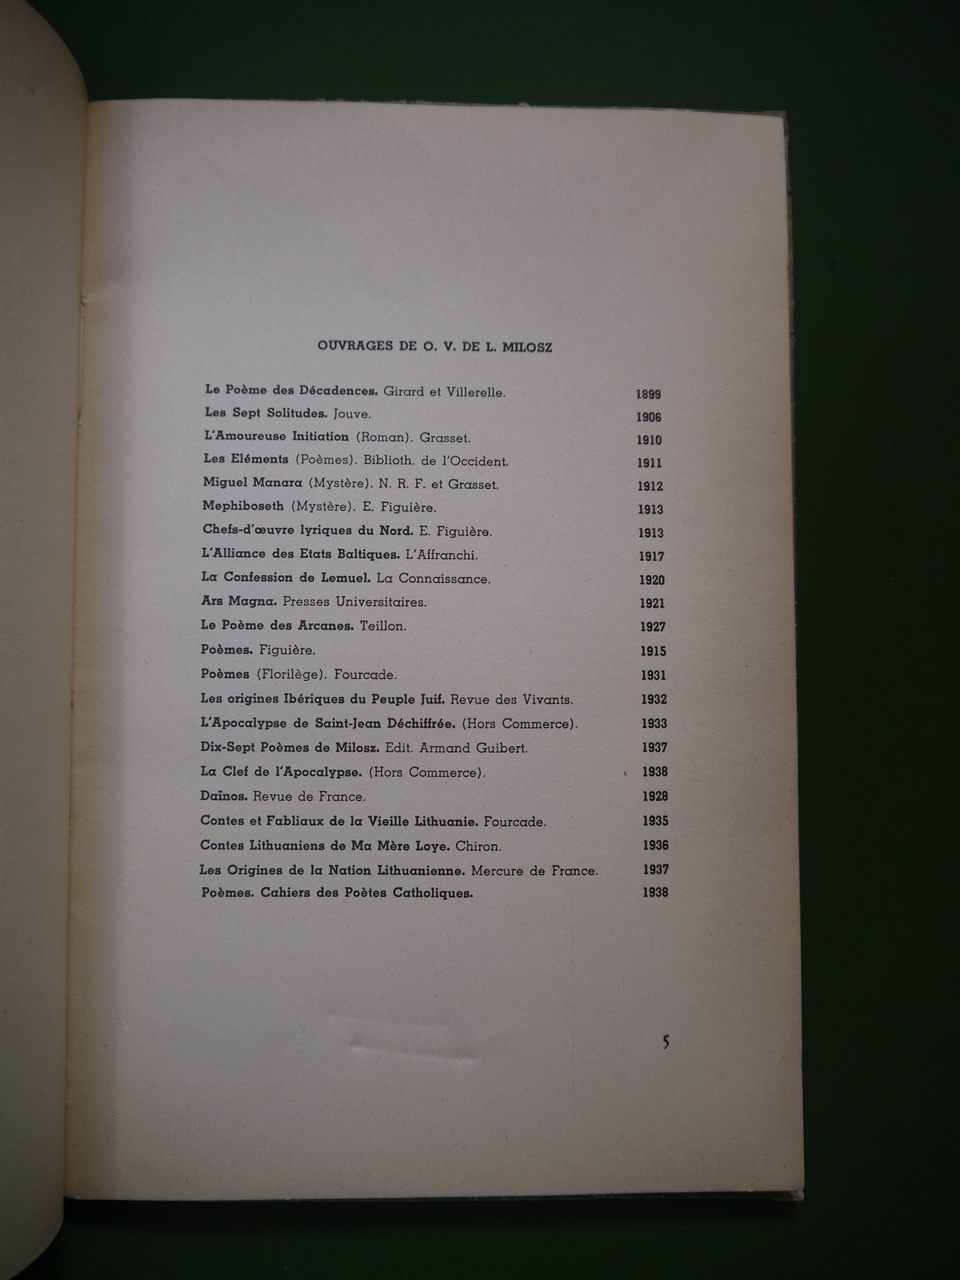 OUVRAGES DE O. V. DE L. MILOSZ
Le Poème des Décadences. Girard et Villerelle. 1899
Les Sept Solitudes. Jouve. 1906
L'Amoureuse Initiation (Roman). Grasset. 1910
Les Eléments (Poèmes). Biblioth. de l'Occident. 1911
Miguel Manara (Mystère). N. R. F. et Grasset. 1912
Mephiboseth (Mystère). E. Figuière. 1913
Chefs-d'œuvre lyriques du Nord. E. Figuière. 1913
L'Alliance des Etats Baltiques. L'Affranchi. 1917
La Confession de Lemuel. La Connaissance. 1920
Ars Magna. Presses Universitaires. 1921
Le Poème des Arcanes. Teillon. 1927
Poèmes. Figuière. 1915
Poèmes (Florilège). Fourcade. 1931
Les origines Ibériques du Peuple Juif. Revue des Vivants. 1932
L'Apocalypse de Saint-Jean Déchiffrée. (Hors Commerce). 1933
Dix-Sept Poèmes de Milosz. Edit. Armand Guibert. 1937
La Clef de l'Apocalypse. (Hors Commerce). 1938
Daïnos. Revue de France. 1928
Contes et Fabliaux de la Vieille Lithuanie. Fourcade. 1935
Contes Lithuaniens de Ma Mère Loye. Chiron. 1936
Les Origines de la Nation Lithuanienne. Mercure de France. 1937
Poèmes. Cahiers des Poètes Catholiques. 1938
5